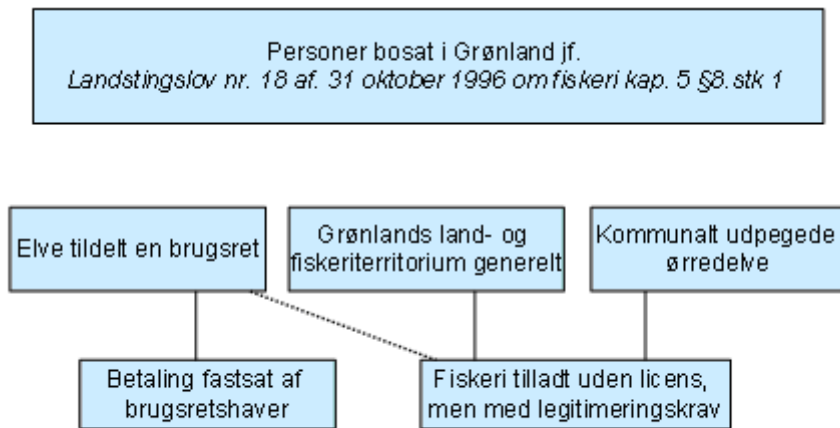 Personer bosat i Grønland jf.
Landstingslov nr. 18 af. 31 oktober 1996 om fiskeri kap. 5 §8. stk 1
Elve tildelt en brugsret
Grønlands land- og
fiskeriterritorium generelt
Kommunalt udpegede
ørredelve
Betaling fastsat af
brugsretshaver
Fiskeri tilladt uden licens,
men med legitimeringskrav